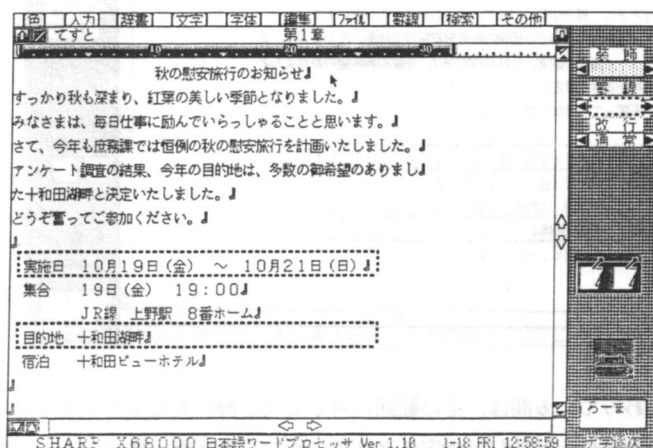 [色] [入力] [辞書] [文字] [字体] [編集] [ファイル] [罫線] [検索] [その他]
てすと 第1章
10 20 30
秋の慰安旅行のお知らせ
すっかり秋も深まり、紅葉の美しい季節となりました。
みなさまは、毎日仕事に励んでいらっしゃることと思います。
さて、今年も庶務課では恒例の秋の慰安旅行を計画いたしました。
アンケート調査の結果、今年の目的地は、多数の御希望のありまし
た十和田湖畔と決定いたしました。
どうぞ奮ってご参加ください。
実施日 10月19日(金) ～ 10月21日(日)
集合 19日(金) 19:00
JR線 上野駅 8番ホーム
目的地 十和田湖畔
宿泊 十和田ビューホテル
装飾
罫線
改行
通常
ろーま
SHARP X68000 日本語ワードプロセッサ Ver 1.10 1-18 FRI 12:58:59